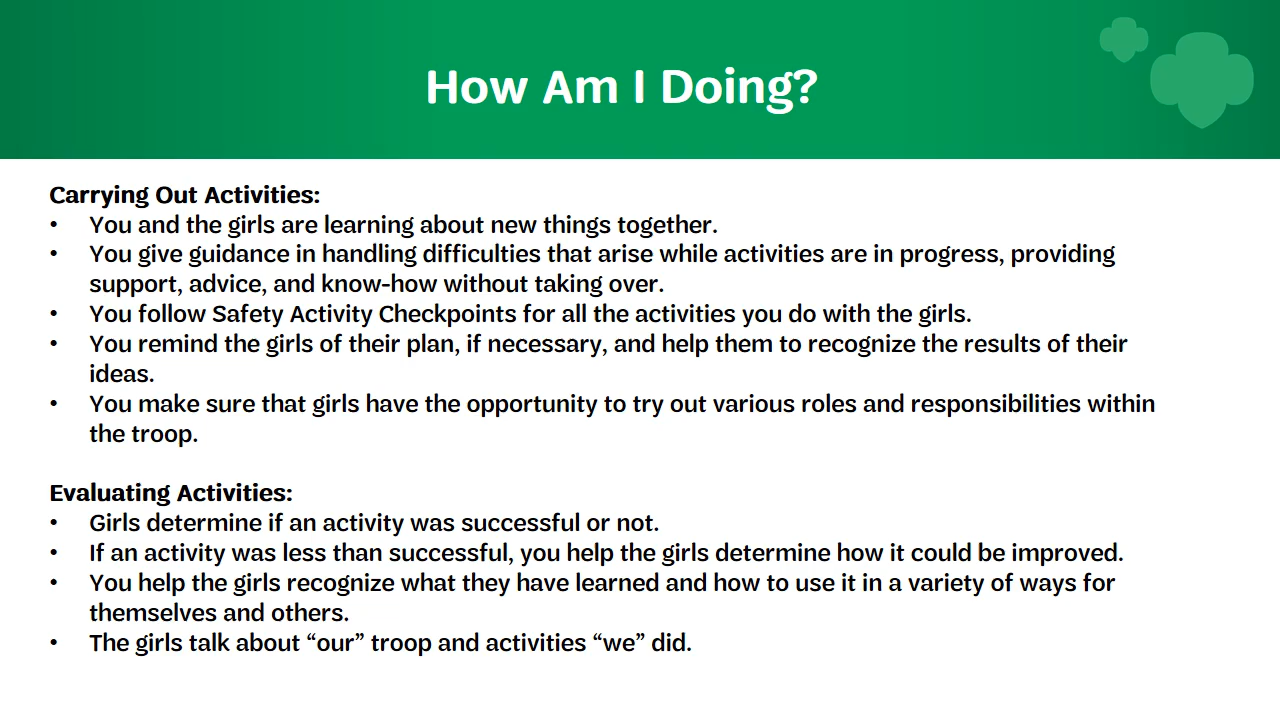 How Am I Doing?
Carrying Out Activities:
• You and the girls are learning about new things together.
• You give guidance in handling difficulties that arise while activities are in progress, providing
support, advice, and know-how without taking over.
• You follow Safety Activity Checkpoints for all the activities you do with the girls.
• You remind the girls of their plan, if necessary, and help them to recognize the results of their
ideas.
• You make sure that girls have the opportunity to try out various roles and responsibilities within
the troop.
Evaluating Activities:
• Girls determine if an activity was successful or not.
• If an activity was less than successful, you help the girls determine how it could be improved.
• You help the girls recognize what they have learned and how to use it in a variety of ways for
themselves and others.
• The girls talk about “our” troop and activities “we” did.